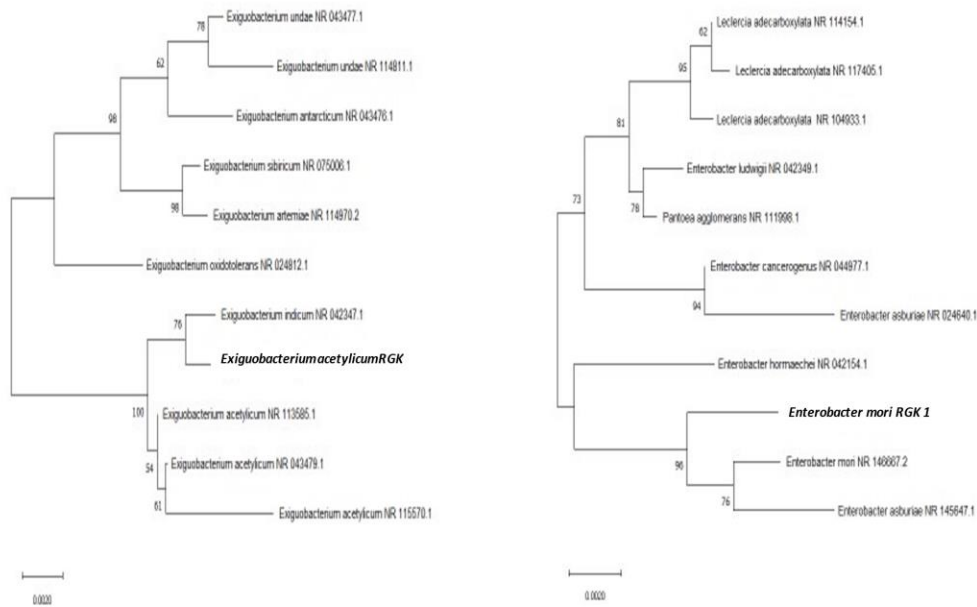 Exiguobacterium undae NR 043477.1
78
Exiguobacterium undae NR 114811.1
62
Exiguobacterium antarcticum NR 043476.1
98
Exiguobacterium sibiricum NR 075006.1
98
Exiguobacterium artemiae NR 114970.2
Exiguobacterium oxidotolerans NR 024812.1
Exiguobacterium indicum NR 042347.1
76
ExiguobacteriumacetylicumRGK
100
Exiguobacterium acetylicum NR 113585.1
54
Exiguobacterium acetylicum NR 043479.1
61
Exiguobacterium acetylicum NR 115570.1
0.0020
Leclercia adecarboxylata NR 114154.1
62
Leclercia adecarboxylata NR 117405.1
95
Leclercia adecarboxylata NR 104933.1
81
Enterobacter ludwigii NR 042349.1
78
Pantoea agglomerans NR 111998.1
73
Enterobacter cancerogenus NR 044977.1
94
Enterobacter asburiae NR 024640.1
Enterobacter hormaechei NR 042154.1
Enterobacter mori RGK 1
96
Enterobacter mori NR 146667.2
76
Enterobacter asburiae NR 145647.1
0.0020